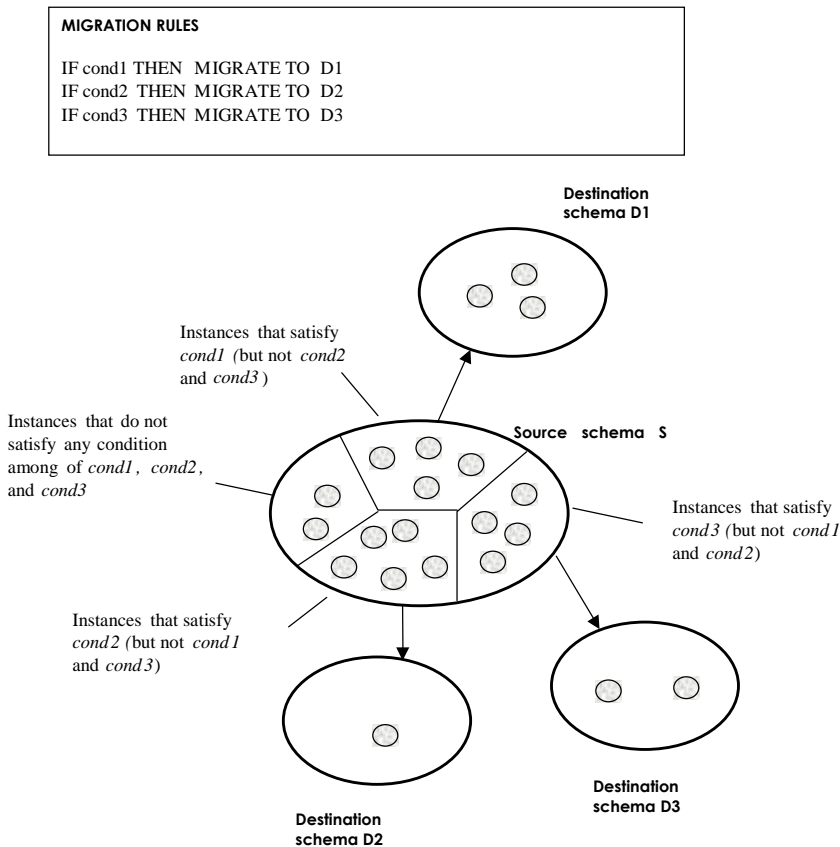 MIGRATION RULES
IF cond1 THEN MIGRATE TO D1
IF cond2 THEN MIGRATE TO D2
IF cond3 THEN MIGRATE TO D3
Destination
schema D1
Instances that satisfy
cond1 (but not cond2
and cond3)
Instances that do not
satisfy any condition
among of cond1, cond2,
and cond3
Source schema S
Instances that satisfy
cond3 (but not cond1
and cond2)
Instances that satisfy
cond2 (but not cond1
and cond3)
Destination
schema D3
Destination
schema D2